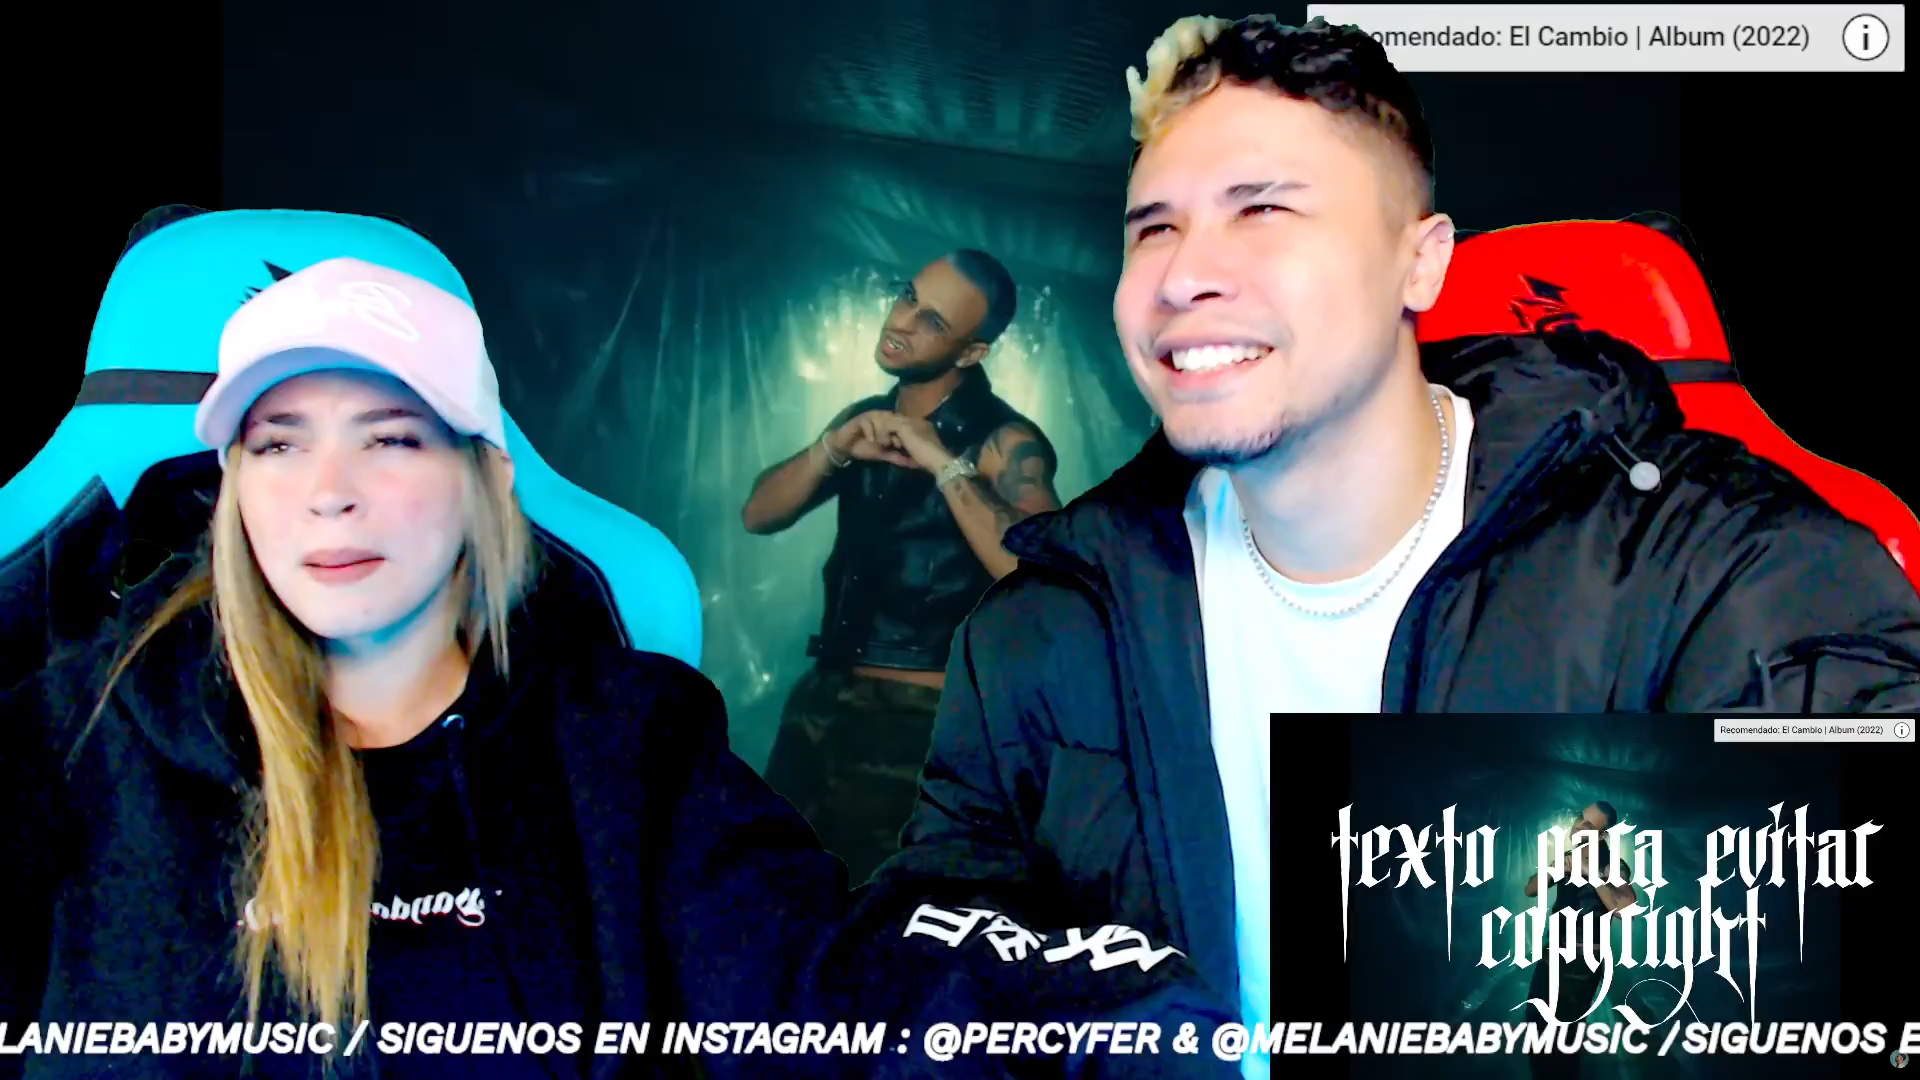 comendado: El Cambio | Album (2022)
Recomendado: El Cambio | Album (2022)
texto para evitar
copyright
LANIEBABYMUSIC / SIGUENOS EN INSTAGRAM : @PERCYFER & @MELANIEBABYMUSIC / SIGUENOS E